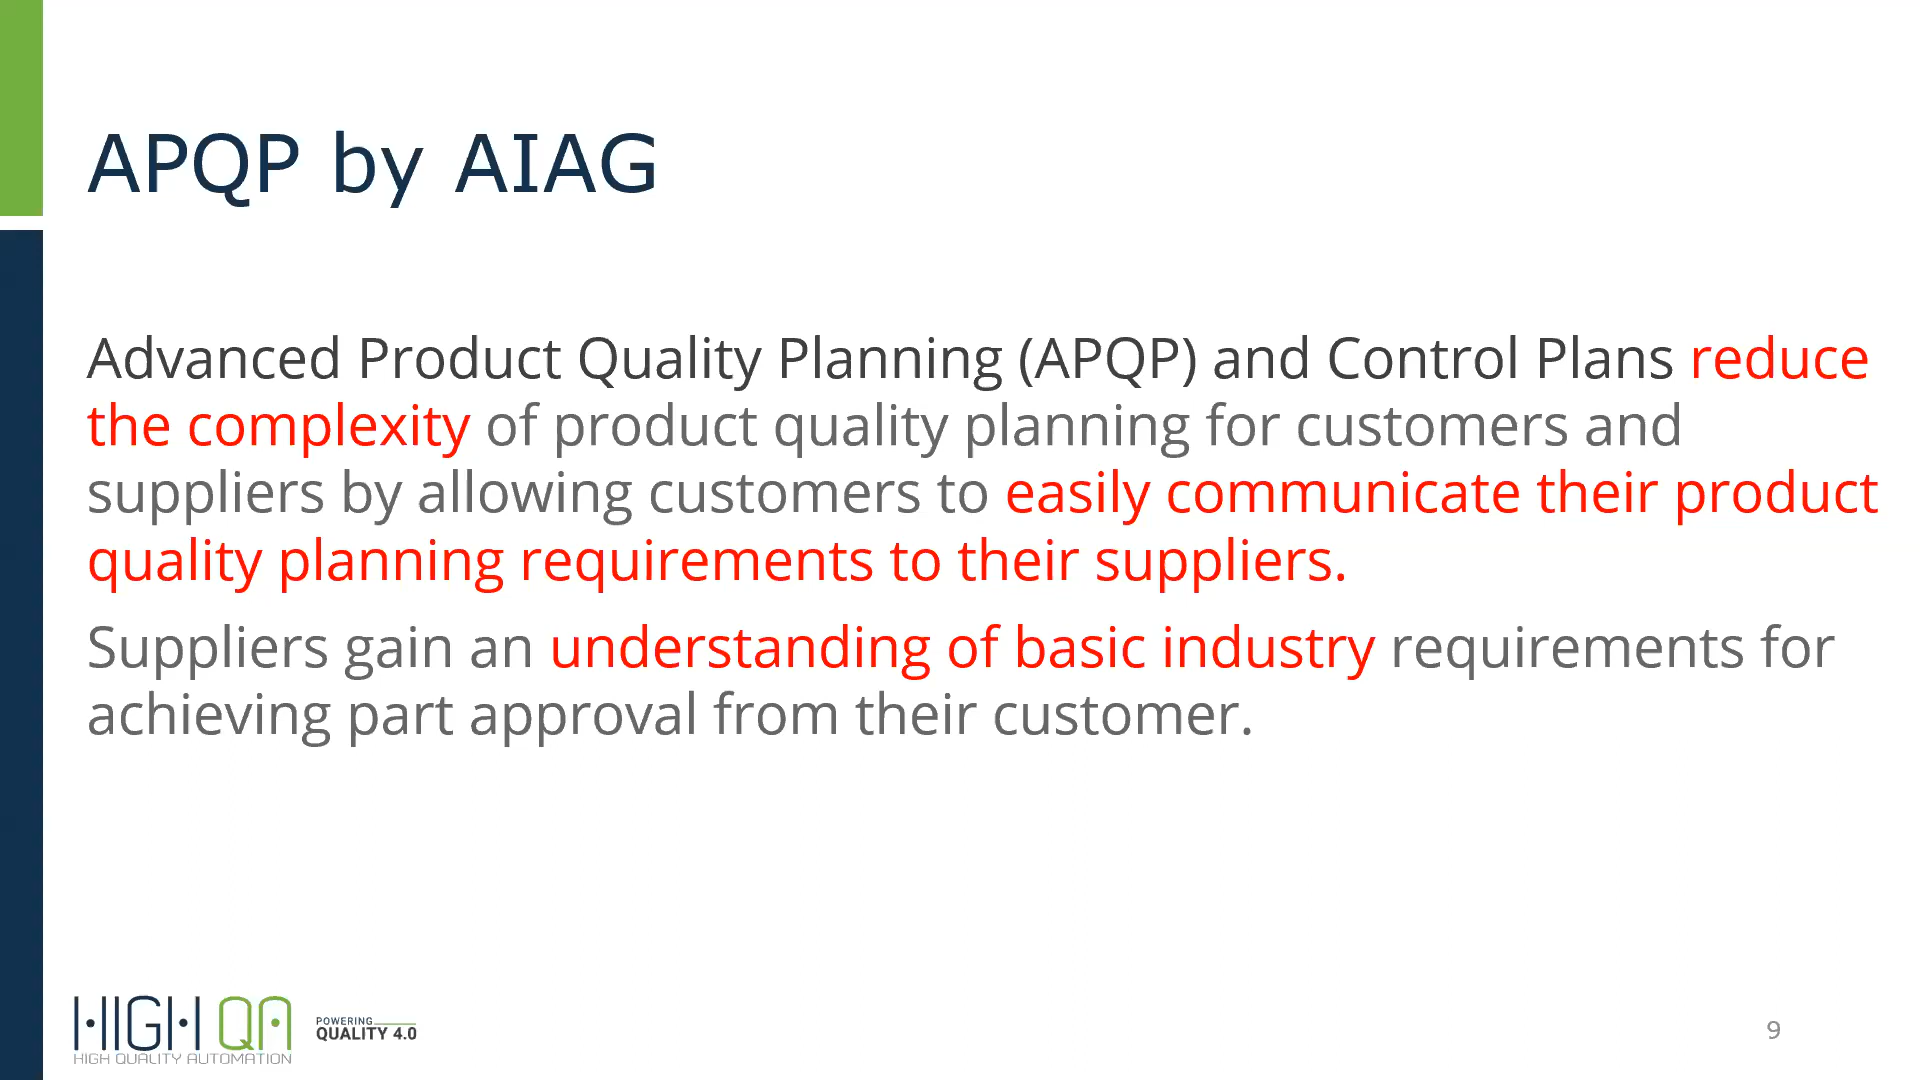 APQP by AIAG
Advanced Product Quality Planning (APQP) and Control Plans reduce
the complexity of product quality planning for customers and
suppliers by allowing customers to easily communicate their product
quality planning requirements to their suppliers.
Suppliers gain an understanding of basic industry requirements for
achieving part approval from their customer.
HIGH QA
HIGH QUALITY AUTOMATION
POWERING
QUALITY 4.0
9